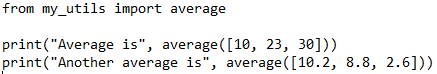 from my_utils import average
print("Average is", average([10, 23, 30]))
print("Another average is", average([10.2, 8.8, 2.6]))